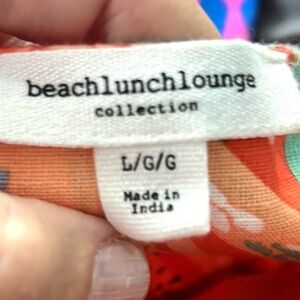 beachlunchlounge
collection
L/G/G
Made in
India